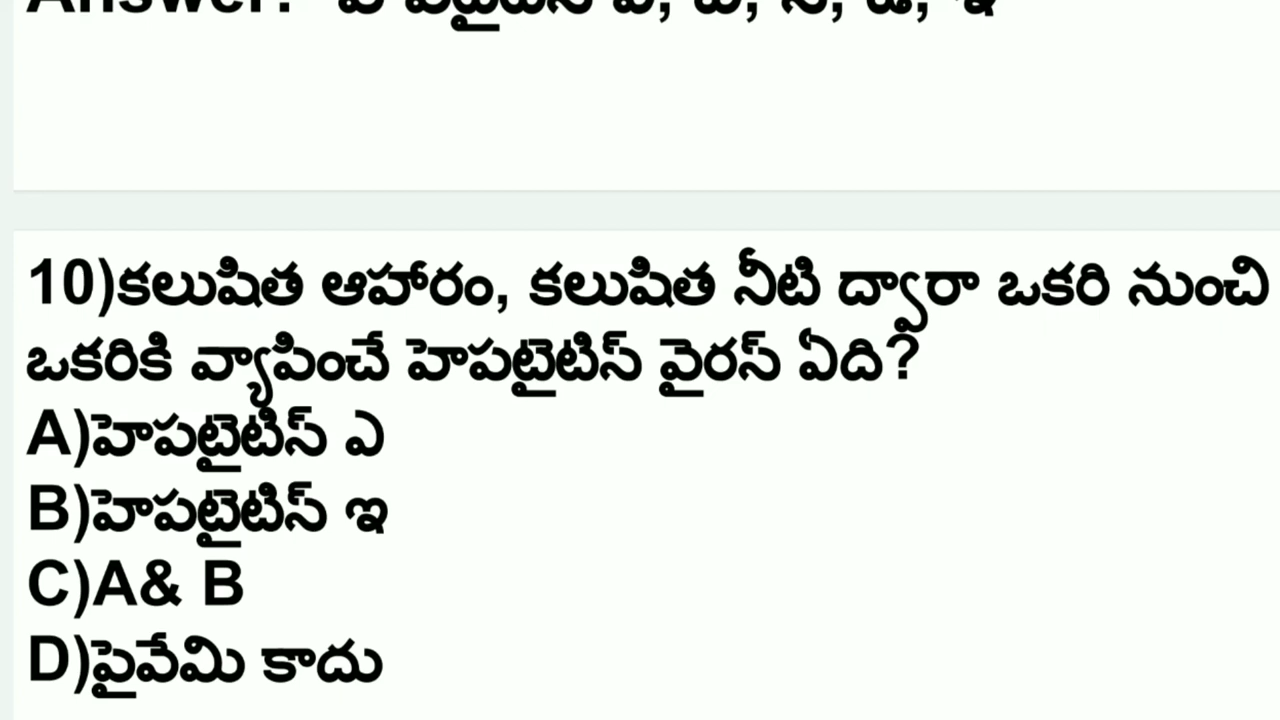 10)కలుషిత ఆహారం, కలుషిత నీటి ద్వారా ఒకరి నుంచి
ఒకరికి వ్యాపించే హెపటైటిస్ వైరస్ ఏది?
A)హెపటైటిస్ ఎ
B)హెపటైటిస్ ఇ
C)A& B
D)పైవేమి కాదు